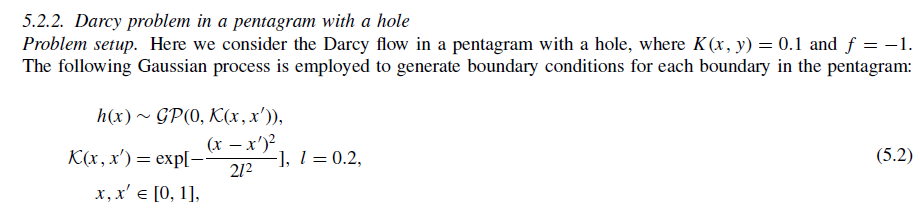 5.2.2. Darcy problem in a pentagram with a hole
Problem setup. Here we consider the Darcy flow in a pentagram with a hole, where K(x, y) = 0.1 and f = −1.
The following Gaussian process is employed to generate boundary conditions for each boundary in the pentagram:
h(x) ∼ 𝒢𝒫(0, 𝒦(x, x′)),
𝒦(x, x′) = exp[−(x − x′)²/2l²], l = 0.2, (5.2)
x, x′ ∈ [0, 1],